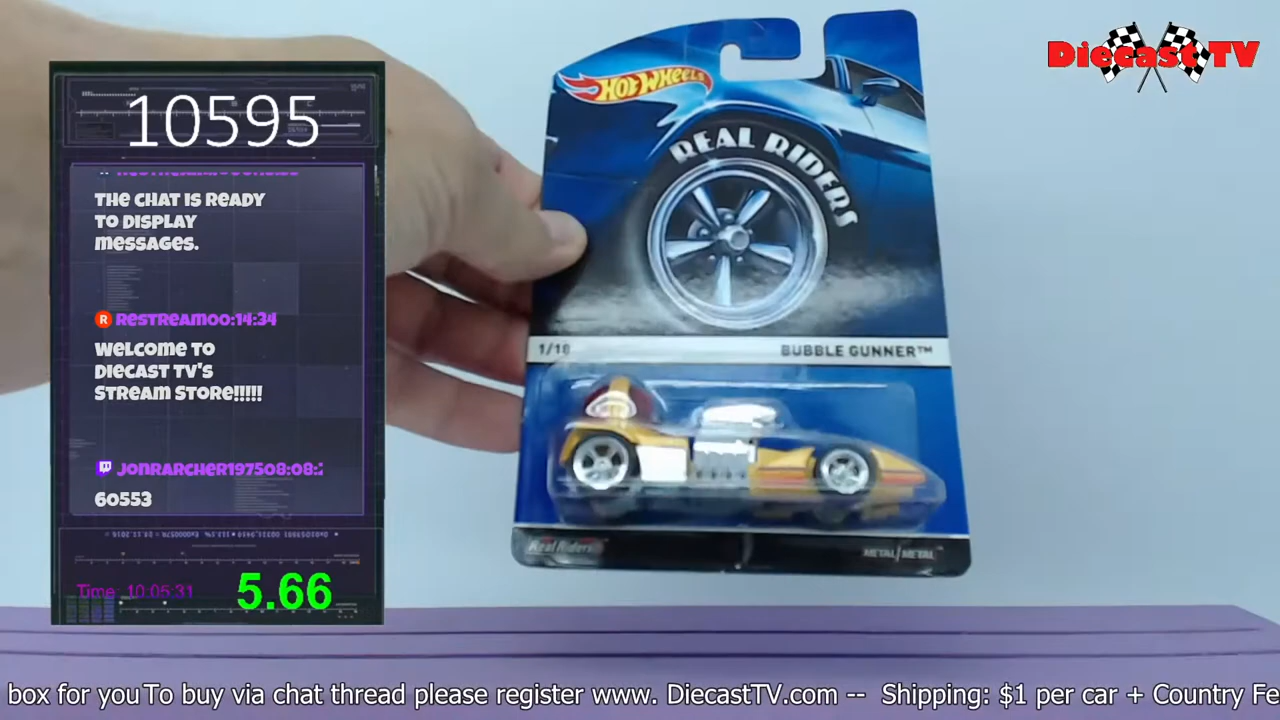 10595
THE CHAT IS READY
TO DISPLAY
MESSAGES.
R RESTREAM00:14:34
WELCOME TO
DIECAST TV'S
STREAM STORE!!!!!
JONRARCHER197508:08:
60553
Time: 10:05:31
5.66
HOT WHEELS
REAL RIDERS
1/18
BUBBLE GUNNER™
Real Riders
METAL/METAL
Diecast TV
box for you To buy via chat thread please register www. DiecastTV.com -- Shipping: $1 per car + Country Fe